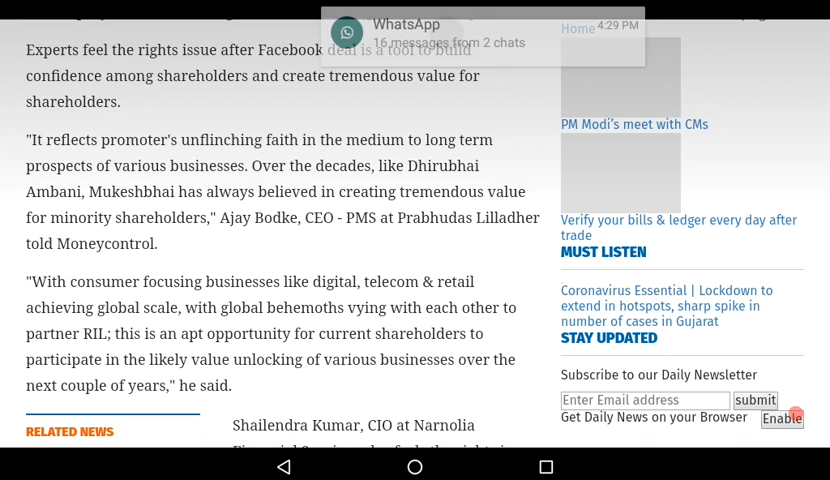 WhatsApp
4:29 PM
16 messages from 2 chats
Experts feel the rights issue after Facebook deal is a tool to build
confidence among shareholders and create tremendous value for
shareholders.
"It reflects promoter's unflinching faith in the medium to long term
prospects of various businesses. Over the decades, like Dhirubhai
Ambani, Mukeshbhai has always believed in creating tremendous value
for minority shareholders," Ajay Bodke, CEO - PMS at Prabhudas Lilladher
told Moneycontrol.
"With consumer focusing businesses like digital, telecom & retail
achieving global scale, with global behemoths vying with each other to
partner RIL; this is an apt opportunity for current shareholders to
participate in the likely value unlocking of various businesses over the
next couple of years," he said.
RELATED NEWS
Shailendra Kumar, CIO at Narnolia
Home
PM Modi's meet with CMs
Verify your bills & ledger every day after
trade
MUST LISTEN
Coronavirus Essential | Lockdown to
extend in hotspots, sharp spike in
number of cases in Gujarat
STAY UPDATED
Subscribe to our Daily Newsletter
Enter Email address submit
Get Daily News on your Browser Enable